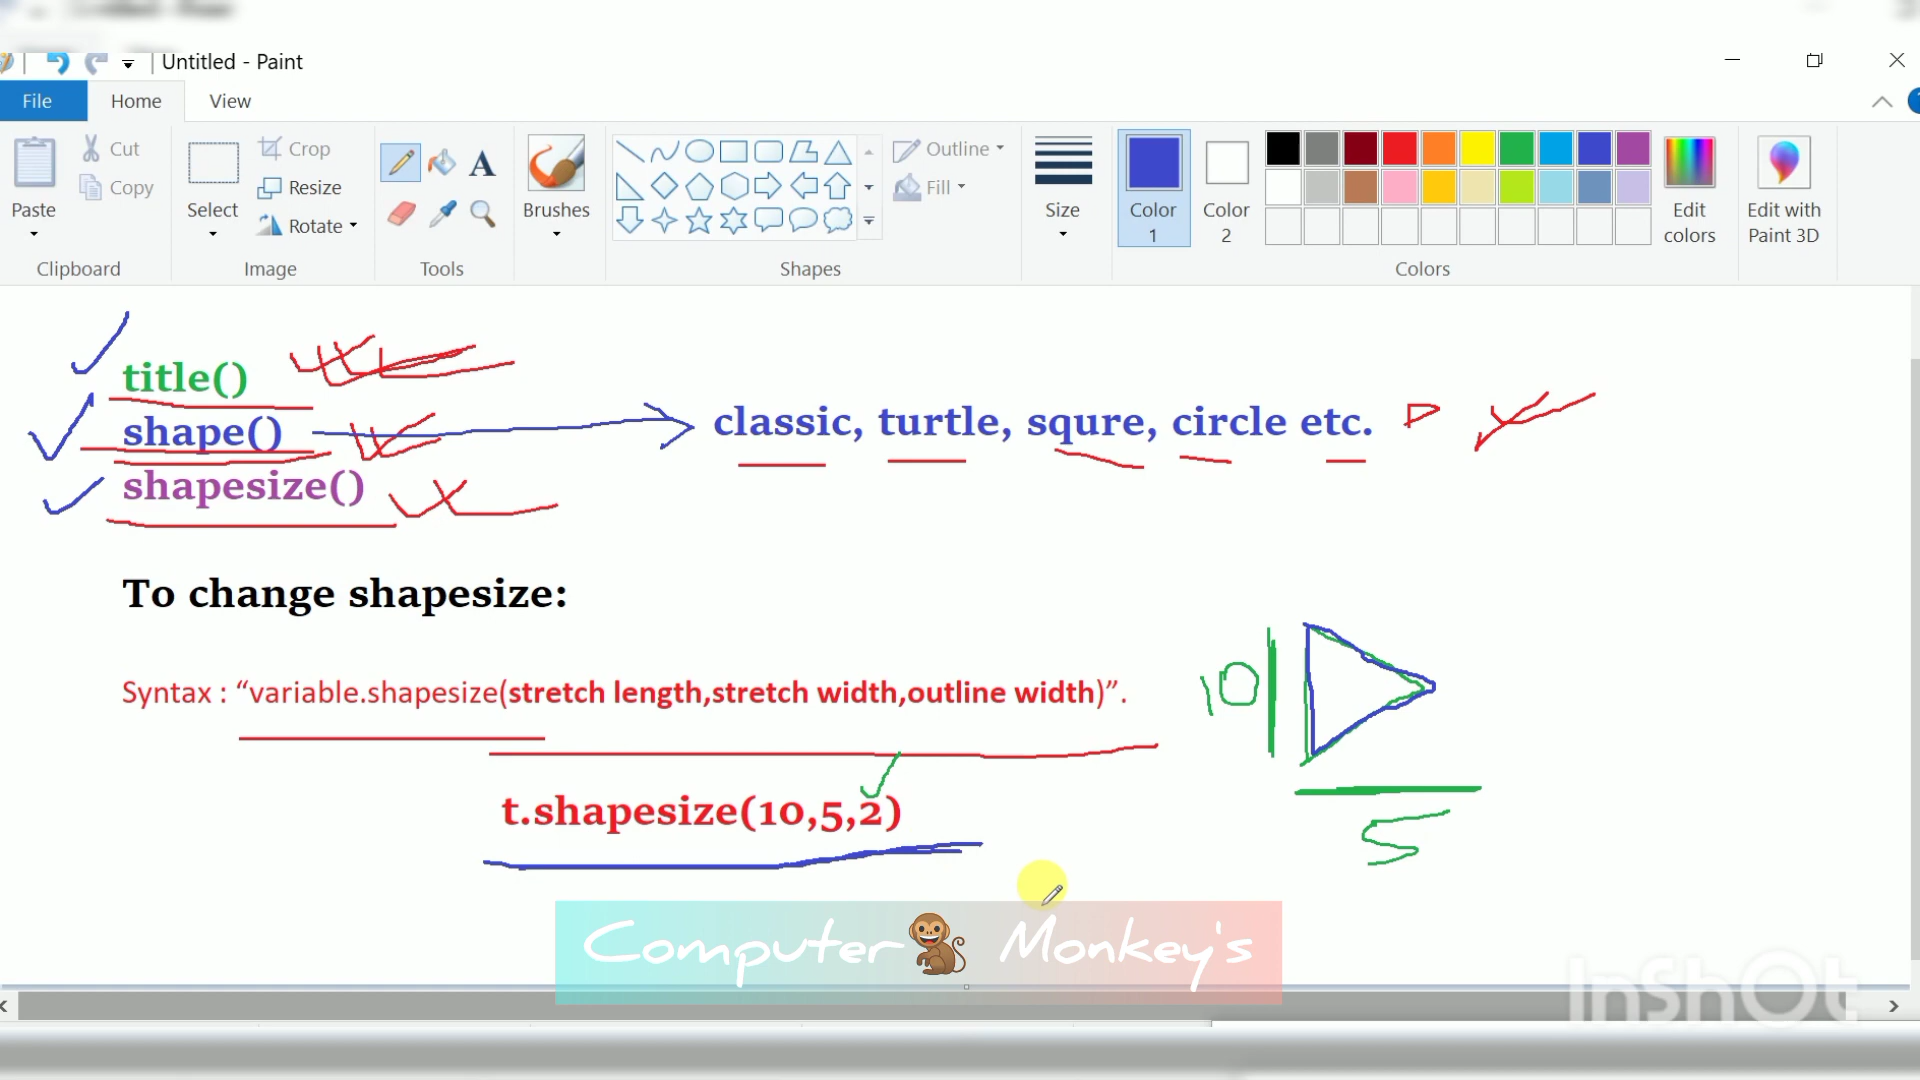 Untitled - Paint
File Home View
Cut
Copy
Paste
Clipboard
Select
Crop
Resize
Rotate
Image
A
Tools
Brushes
Shapes
Outline
Fill
Size
Color 1
Color 2
Colors
Edit colors
Edit with Paint 3D
title()
shape() classic, turtle, squre, circle etc.
shapesize()
To change shapesize:
Syntax : “variable.shapesize(stretch length,stretch width,outline width)”.
10
t.shapesize(10,5,2)
5
Computer Monkey's
InShOt